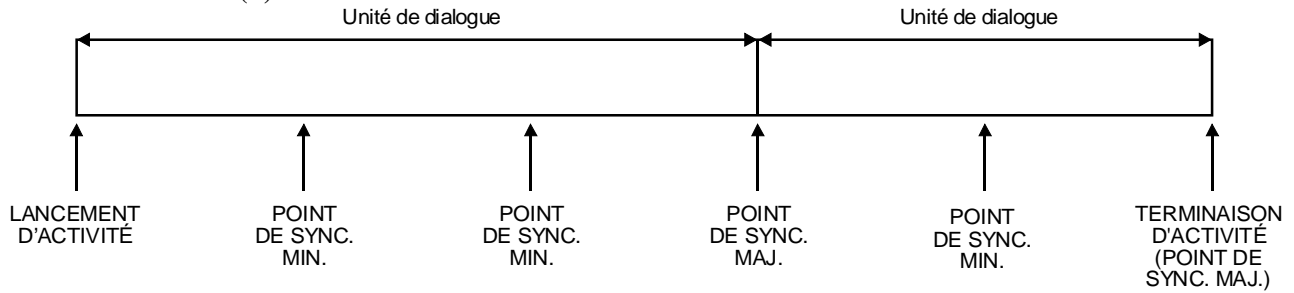 Unité de dialogue
Unité de dialogue
LANCEMENT
D'ACTIVITÉ
POINT
DE SYNC.
MIN.
POINT
DE SYNC.
MIN.
POINT
DE SYNC.
MAJ.
POINT
DE SYNC.
MIN.
TERMINAISON
D'ACTIVITÉ
(POINT DE
SYNC. MAJ.)